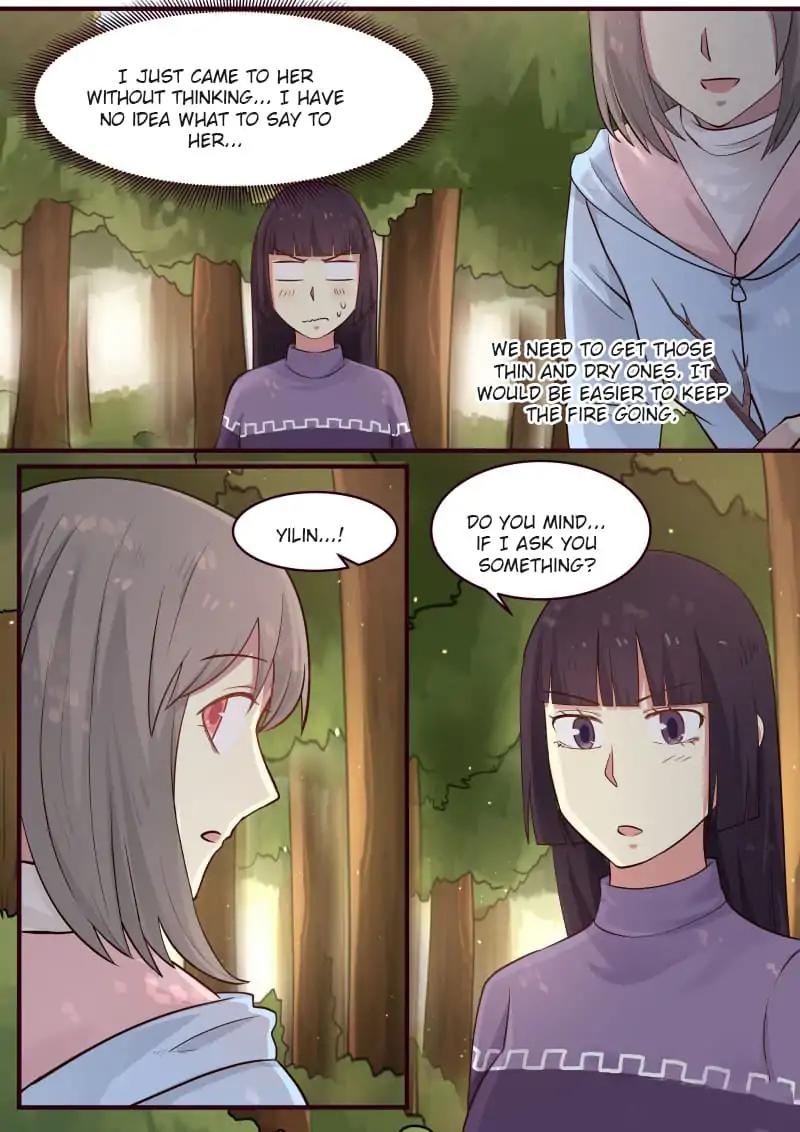 I JUST CAME TO HER
WITHOUT THINKING... I HAVE
NO IDEA WHAT TO SAY TO
HER...
WE NEED TO GET THOSE
THIN AND DRY ONES. IT
WOULD BE EASIER TO KEEP
THE FIRE GOING.
YILIN...!
DO YOU MIND...
IF I ASK YOU
SOMETHING?